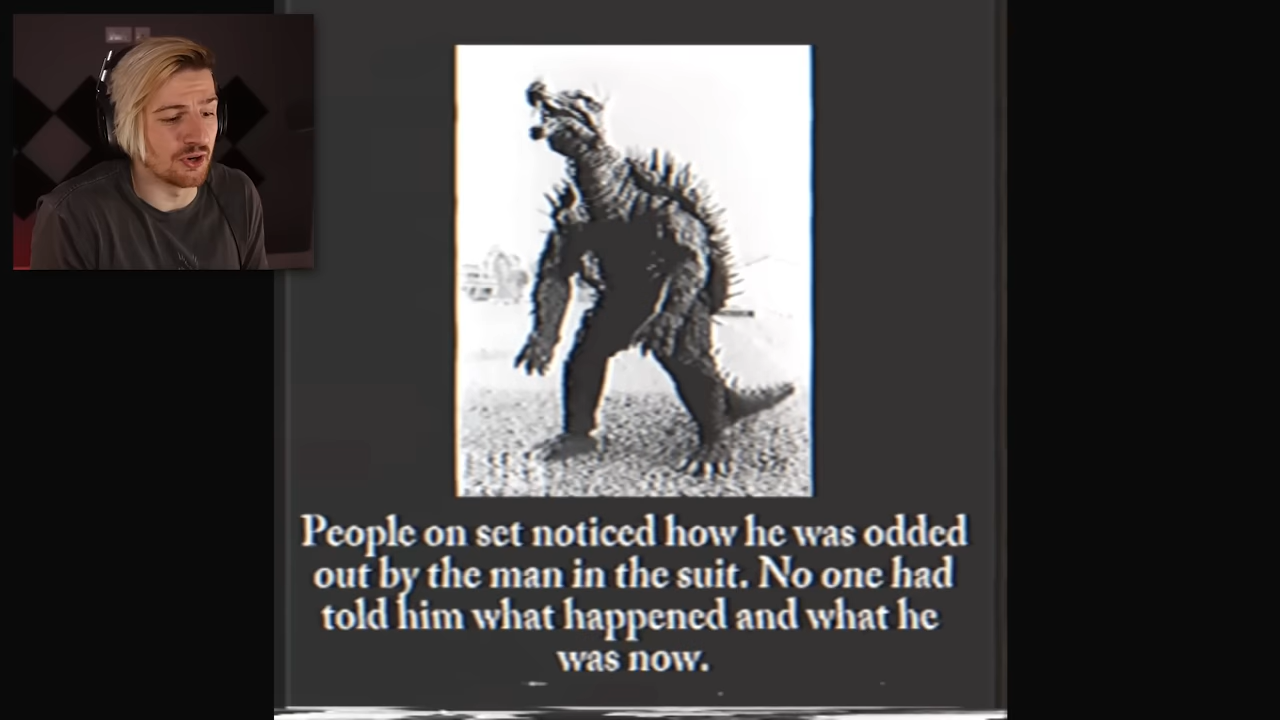 People on set noticed how he was odded
out by the man in the suit. No one had
told him what happened and what he
was now.